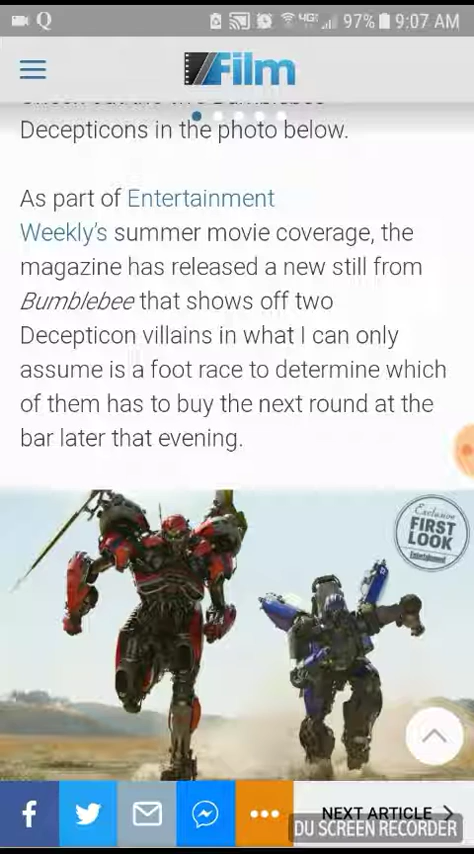 Q 4G 97% 9:07 AM
/Film
Decepticons in the photo below.
As part of Entertainment
Weekly's summer movie coverage, the
magazine has released a new still from
Bumblebee that shows off two
Decepticon villains in what I can only
assume is a foot race to determine which
of them has to buy the next round at the
bar later that evening.
Exclusive
FIRST
LOOK
Entertainment
NEXT ARTICLE
DU SCREEN RECORDER